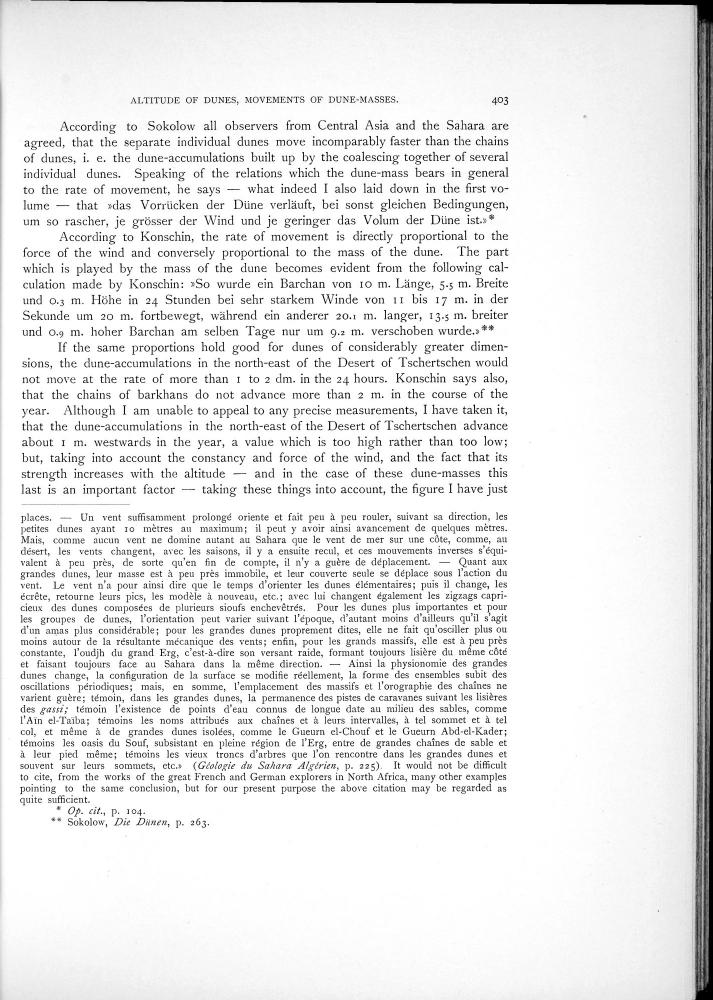 ALTITUDE OF DUNES, MOVEMENTS OF DUNE-MASSES. 403
According to Sokolow all observers from Central Asia and the Sahara are
agreed, that the separate individual dunes move incomparably faster than the chains
of dunes, i. e. the dune-accumulations built up by the coalescing together of several
individual dunes. Speaking of the relations which the dune-mass bears in general
to the rate of movement, he says — what indeed I also laid down in the first vo-
lume — that »das Vorrücken der Düne verläuft, bei sonst gleichen Bedingungen,
um so rascher, je grösser der Wind und je geringer das Volum der Düne ist.»*
According to Konschin, the rate of movement is directly proportional to the
force of the wind and conversely proportional to the mass of the dune. The part
which is played by the mass of the dune becomes evident from the following cal-
culation made by Konschin: »So wurde ein Barchan von 10 m. Länge, 5.5 m. Breite
und 0.3 m. Höhe in 24 Stunden bei sehr starkem Winde von 11 bis 17 m. in der
Sekunde um 20 m. fortbewegt, während ein anderer 20.1 m. langer, 13.5 m. breiter
und 0.9 m. hoher Barchan am selben Tage nur um 9.2 m. verschoben wurde.»**
If the same proportions hold good for dunes of considerably greater dimen-
sions, the dune-accumulations in the north-east of the Desert of Tschertschen would
not move at the rate of more than 1 to 2 dm. in the 24 hours. Konschin says also,
that the chains of barkhans do not advance more than 2 m. in the course of the
year. Although I am unable to appeal to any precise measurements, I have taken it,
that the dune-accumulations in the north-east of the Desert of Tschertschen advance
about 1 m. westwards in the year, a value which is too high rather than too low;
but, taking into account the constancy and force of the wind, and the fact that its
strength increases with the altitude — and in the case of these dune-masses this
last is an important factor — taking these things into account, the figure I have just
places. — Un vent suffisamment prolongé oriente et fait peu à peu rouler, suivant sa direction, les
petites dunes ayant 10 mètres au maximum; il peut y avoir ainsi avancement de quelques mètres.
Mais, comme aucun vent ne domine autant au Sahara que le vent de mer sur une côte, comme, au
désert, les vents changent, avec les saisons, il y a ensuite recul, et ces mouvements inverses s'équi-
valent à peu près, de sorte qu'en fin de compte, il n'y a guère de déplacement. — Quant aux
grandes dunes, leur masse est à peu près immobile, et leur couverte seule se déplace sous l'action du
vent. Le vent n'a pour ainsi dire que le temps d'orienter les dunes élémentaires; puis il change, les
écrête, retourne leurs pics, les modèle à nouveau, etc.; avec lui changent également les zigzags capri-
cieux des dunes composées de plurieurs sioufs enchevêtrés. Pour les dunes plus importantes et pour
les groupes de dunes, l'orientation peut varier suivant l'époque, d'autant moins d'ailleurs qu'il s'agit
d'un amas plus considérable; pour les grandes dunes proprement dites, elle ne fait qu'osciller plus ou
moins autour de la résultante mécanique des vents; enfin, pour les grands massifs, elle est à peu près
constante, l'oudjh du grand Erg, c'est-à-dire son versant raide, formant toujours lisière du même côté
et faisant toujours face au Sahara dans la même direction. — Ainsi la physionomie des grandes
dunes change, la configuration de la surface se modifie réellement, la forme des ensembles subit des
oscillations périodiques; mais, en somme, l'emplacement des massifs et l'orographie des chaînes ne
varient guère; témoin, dans les grandes dunes, la permanence des pistes de caravanes suivant les lisières
des gassi; témoin l'existence de points d'eau connus de longue date au milieu des sables, comme
l'Aïn el-Taïba; témoins les noms attribués aux chaînes et à leurs intervalles, à tel sommet et à tel
col, et même à de grandes dunes isolées, comme le Gueurn el-Chouf et le Gueurn Abd-el-Kader;
témoins les oasis du Souf, subsistant en pleine région de l'Erg, entre de grandes chaînes de sable et
à leur pied même; témoins les vieux troncs d'arbres que l'on rencontre dans les grandes dunes et
souvent sur leurs sommets, etc.» (Géologie du Sahara Algérien, p. 225). It would not be difficult
to cite, from the works of the great French and German explorers in North Africa, many other examples
pointing to the same conclusion, but for our present purpose the above citation may be regarded as
quite sufficient.
* Op. cit., p. 104.
** Sokolow, Die Dünen, p. 263.